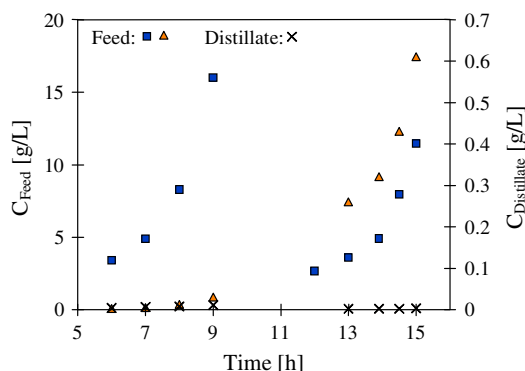 Feed: Distillate:
20
15
10
5
0
C_Feed [g/L]
0.7
0.6
0.5
0.4
0.3
0.2
0.1
0
C_Distillate [g/L]
5 7 9 11 13 15
Time [h]